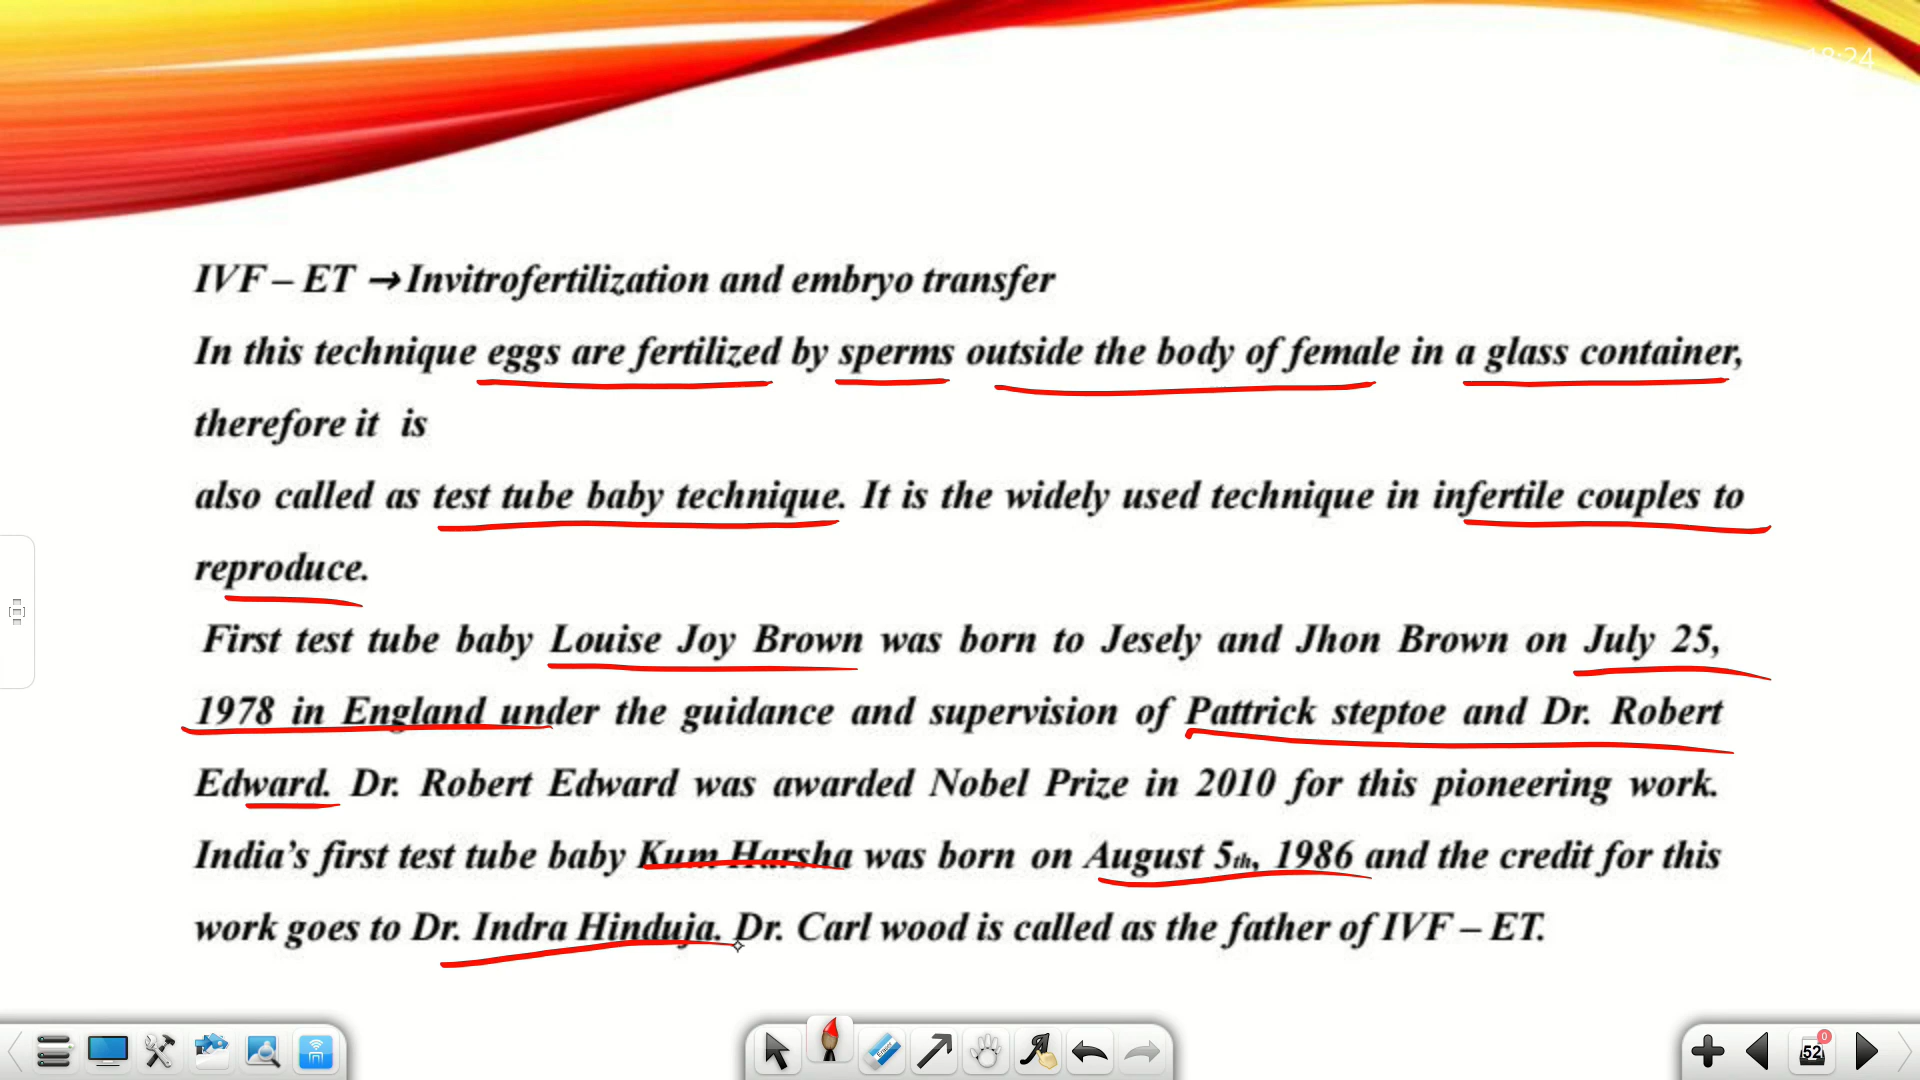 18:24
IVF – ET →Invitrofertilization and embryo transfer
In this technique eggs are fertilized by sperms outside the body of female in a glass container,
therefore it is
also called as test tube baby technique. It is the widely used technique in infertile couples to
reproduce.
First test tube baby Louise Joy Brown was born to Jesely and Jhon Brown on July 25,
1978 in England under the guidance and supervision of Pattrick steptoe and Dr. Robert
Edward. Dr. Robert Edward was awarded Nobel Prize in 2010 for this pioneering work.
India’s first test tube baby Kum Harsha was born on August 5th, 1986 and the credit for this
work goes to Dr. Indra Hinduja. Dr. Carl wood is called as the father of IVF – ET.
52
0